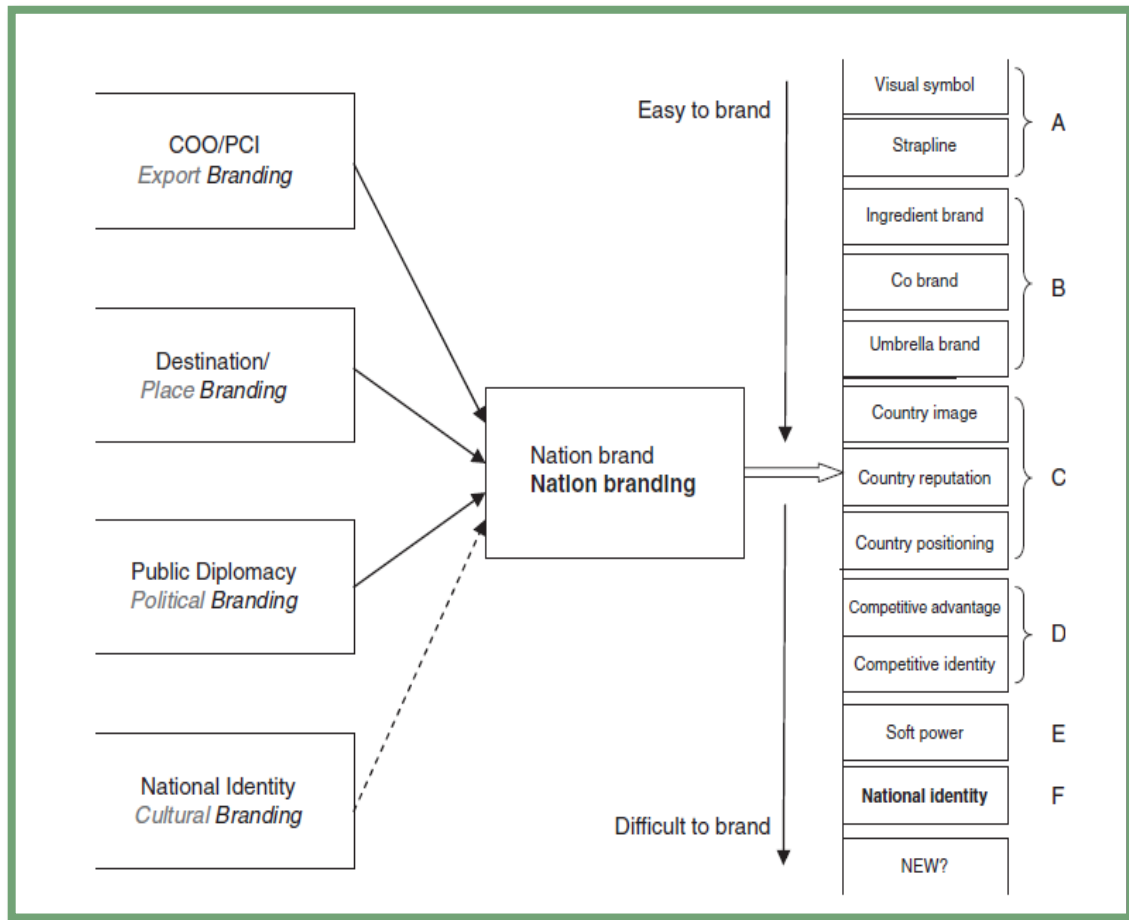 COO/PCI
Export Branding
Destination/
Place Branding
Public Diplomacy
Political Branding
National Identity
Cultural Branding
Nation brand
Nation branding
Easy to brand
Difficult to brand
Visual symbol
Strapline
A
Ingredient brand
Co brand
Umbrella brand
B
Country image
Country reputation
Country positioning
C
Competitive advantage
Competitive identity
D
Soft power
E
National identity
F
NEW?